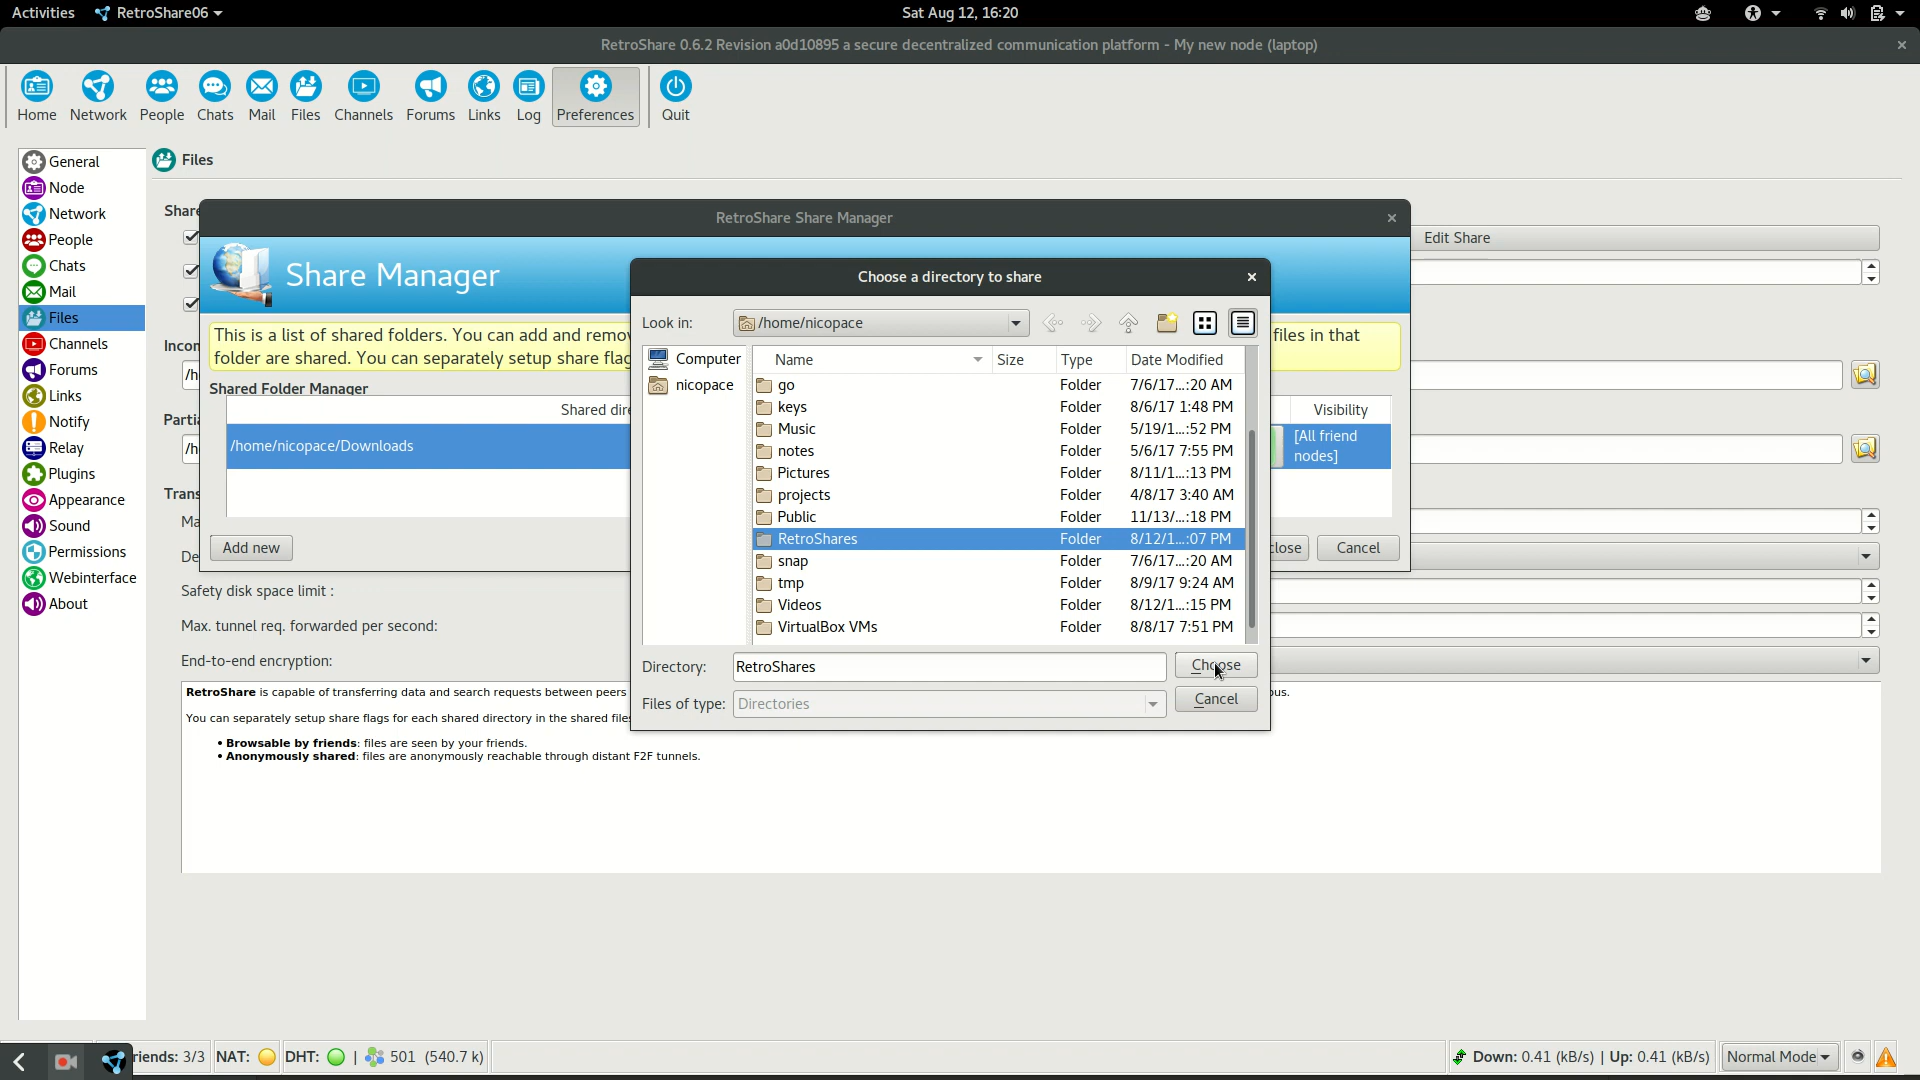 Activities RetroShare06 Sat Aug 12, 16:20
RetroShare 0.6.2 Revision a0d10895 a secure decentralized communication platform - My new node (laptop)
Home Network People Chats Mail Files Channels Forums Links Log Preferences Quit
General
Node
Network
People
Chats
Mail
Files
Channels
Forums
Links
Notify
Relay
Plugins
Appearance
Sound
Permissions
Webinterface
About
Files
Share
Edit Share
RetroShare Share Manager
Share Manager
This is a list of shared folders. You can add and remov files in that
folder are shared. You can separately setup share flag
Incon
/h
Shared Folder Manager
Shared dire Visibility
/home/nicopace/Downloads [All friend
nodes]
Partia
/h
Trans
Ma
De
Add new close Cancel
Choose a directory to share
Look in: /home/nicopace
Computer
nicopace
Name Size Type Date Modified
go Folder 7/6/17...:20 AM
keys Folder 8/6/17 1:48 PM
Music Folder 5/19/1...:52 PM
notes Folder 5/6/17 7:55 PM
Pictures Folder 8/11/1...:13 PM
projects Folder 4/8/17 3:40 AM
Public Folder 11/13/...:18 PM
RetroShares Folder 8/12/1...:07 PM
snap Folder 7/6/17...:20 AM
tmp Folder 8/9/17 9:24 AM
Videos Folder 8/12/1...:15 PM
VirtualBox VMs Folder 8/8/17 7:51 PM
Directory: RetroShares Choose
Files of type: Directories Cancel
Safety disk space limit :
Max. tunnel req. forwarded per second:
End-to-end encryption:
RetroShare is capable of transferring data and search requests between peers ous.
You can separately setup share flags for each shared directory in the shared files
• Browsable by friends: files are seen by your friends.
• Anonymously shared: files are anonymously reachable through distant F2F tunnels.
riends: 3/3 NAT: DHT: | 501 (540.7 k) Down: 0.41 (kB/s) | Up: 0.41 (kB/s) Normal Mode